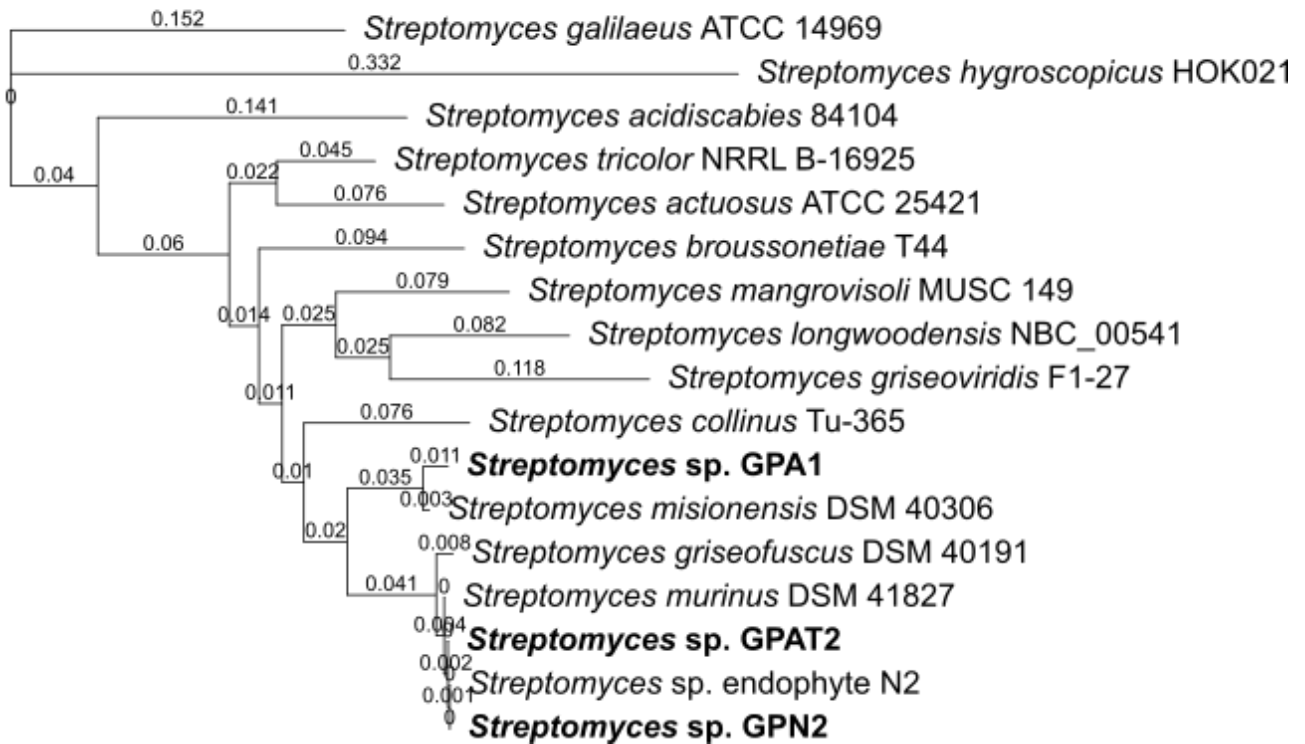 0.152
Streptomyces galilaeus ATCC 14969
0.332
Streptomyces hygroscopicus HOK021
0
0.141
Streptomyces acidiscabies 84104
0.04
0.045
Streptomyces tricolor NRRL B-16925
0.022
0.076
Streptomyces actuosus ATCC 25421
0.06
0.094
Streptomyces broussonetiae T44
0.014
0.079
Streptomyces mangrovisoli MUSC 149
0.025
0.082
Streptomyces longwoodensis NBC_00541
0.025
0.118
Streptomyces griseoviridis F1-27
0.011
0.076
Streptomyces collinus Tu-365
0.01
0.011
Streptomyces sp. GPA1
0.035
0.003
Streptomyces misionensis DSM 40306
0.02
0.008
Streptomyces griseofuscus DSM 40191
0.041
0
Streptomyces murinus DSM 41827
0.004
Streptomyces sp. GPAT2
0.002
0
Streptomyces sp. endophyte N2
0.001
0
Streptomyces sp. GPN2